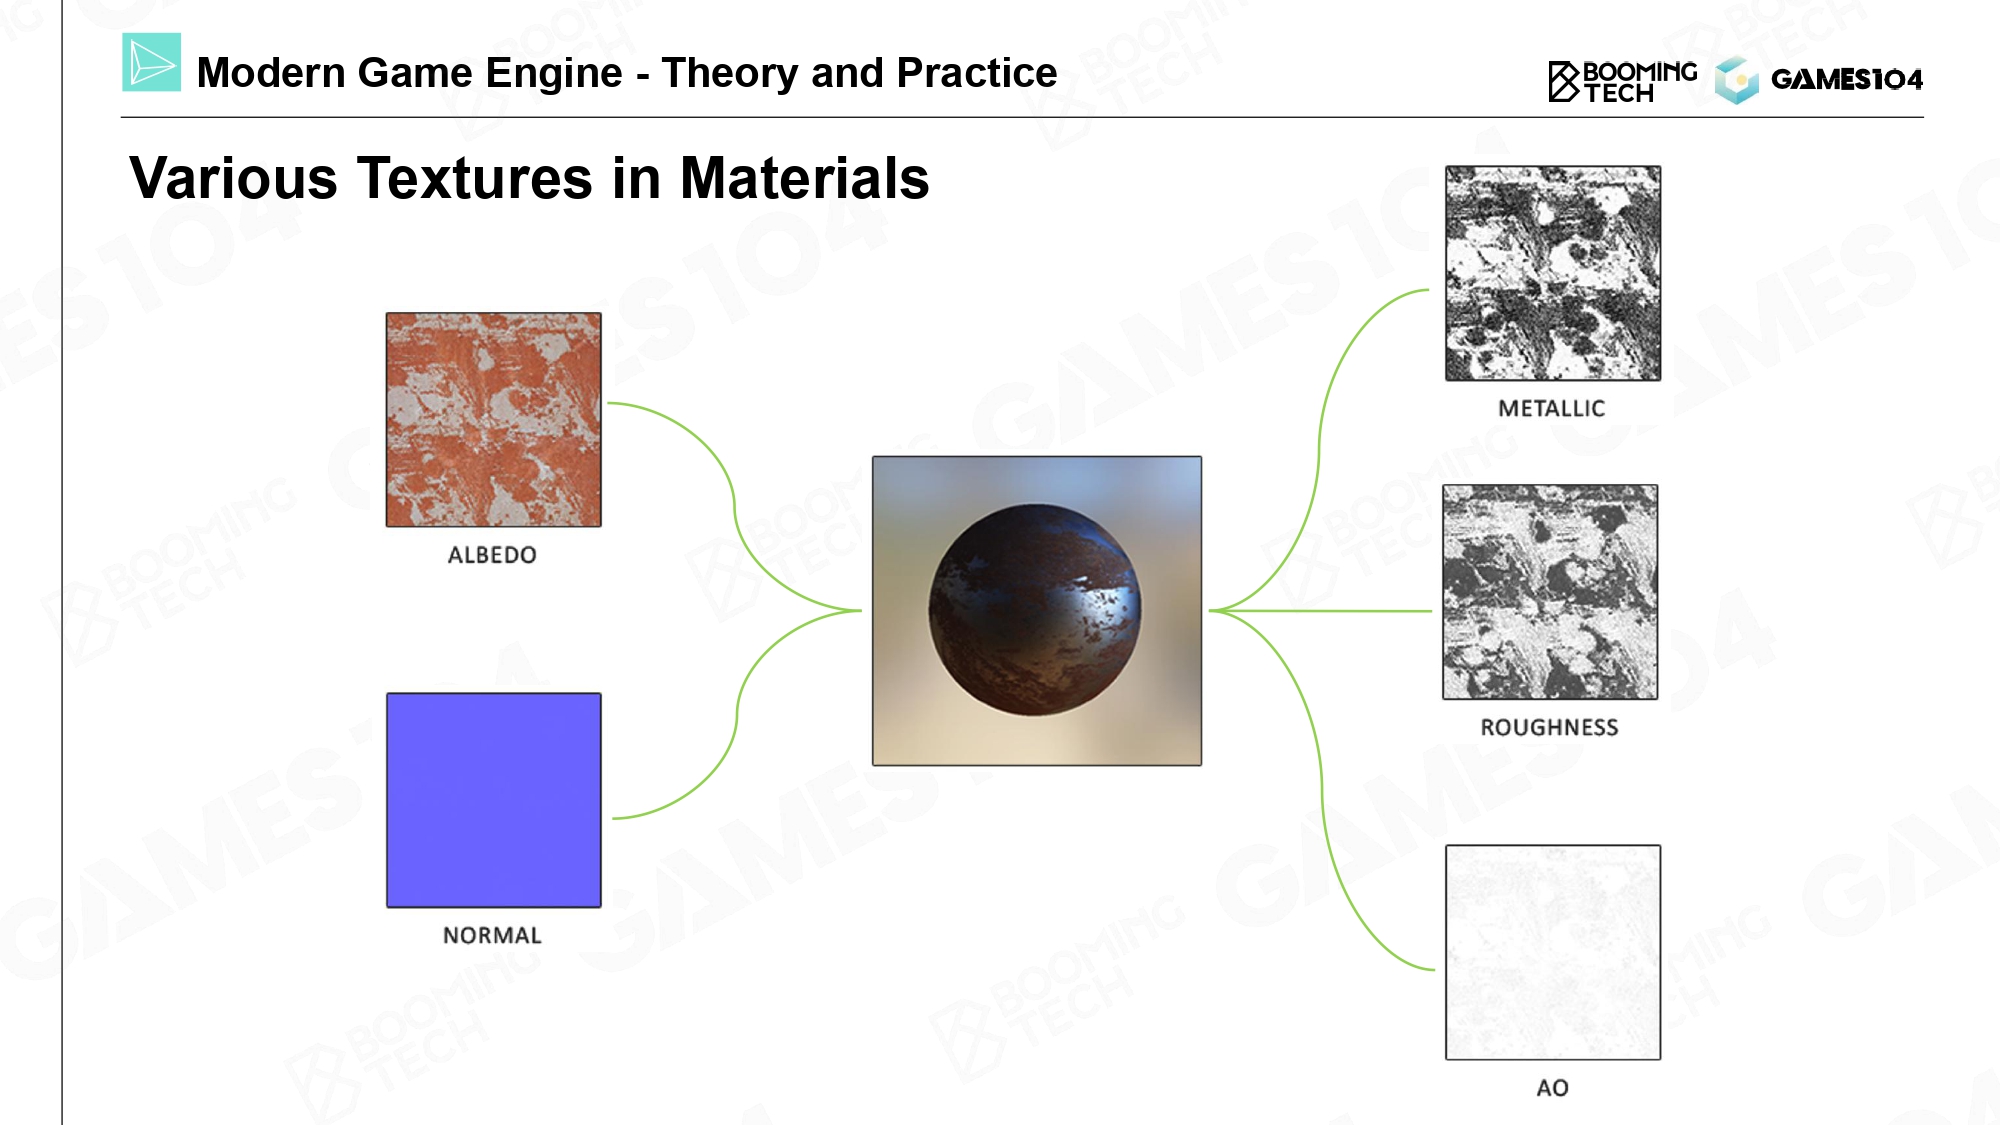 Modern Game Engine - Theory and Practice
BOOMING
TECH
GAMES104
Various Textures in Materials
METALLIC
ALBEDO
ROUGHNESS
NORMAL
AO